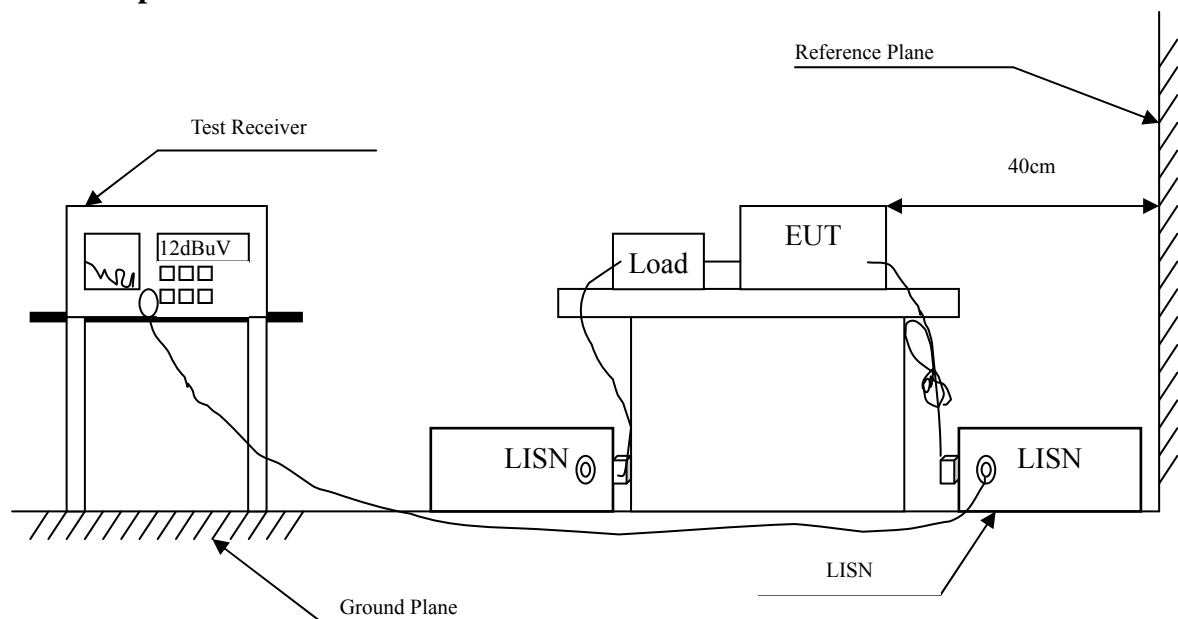 Reference Plane
Test Receiver
40cm
12dBuV
EUT
Load
LISN
LISN
LISN
Ground Plane